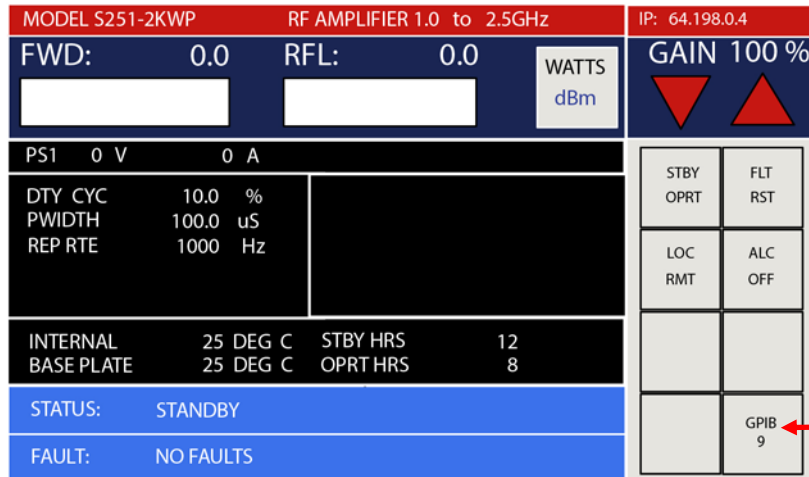 MODEL S251-2KWP RF AMPLIFIER 1.0 to 2.5GHz
IP: 64.198.0.4
FWD: 0.0 RFL: 0.0
WATTS
dBm
GAIN 100 %
PS1 0 V 0 A
DTY CYC 10.0 %
PWIDTH 100.0 uS
REP RTE 1000 Hz
INTERNAL 25 DEG C STBY HRS 12
BASE PLATE 25 DEG C OPRT HRS 8
STATUS: STANDBY
FAULT: NO FAULTS
STBY
OPRT
FLT
RST
LOC
RMT
ALC
OFF
GPIB
9